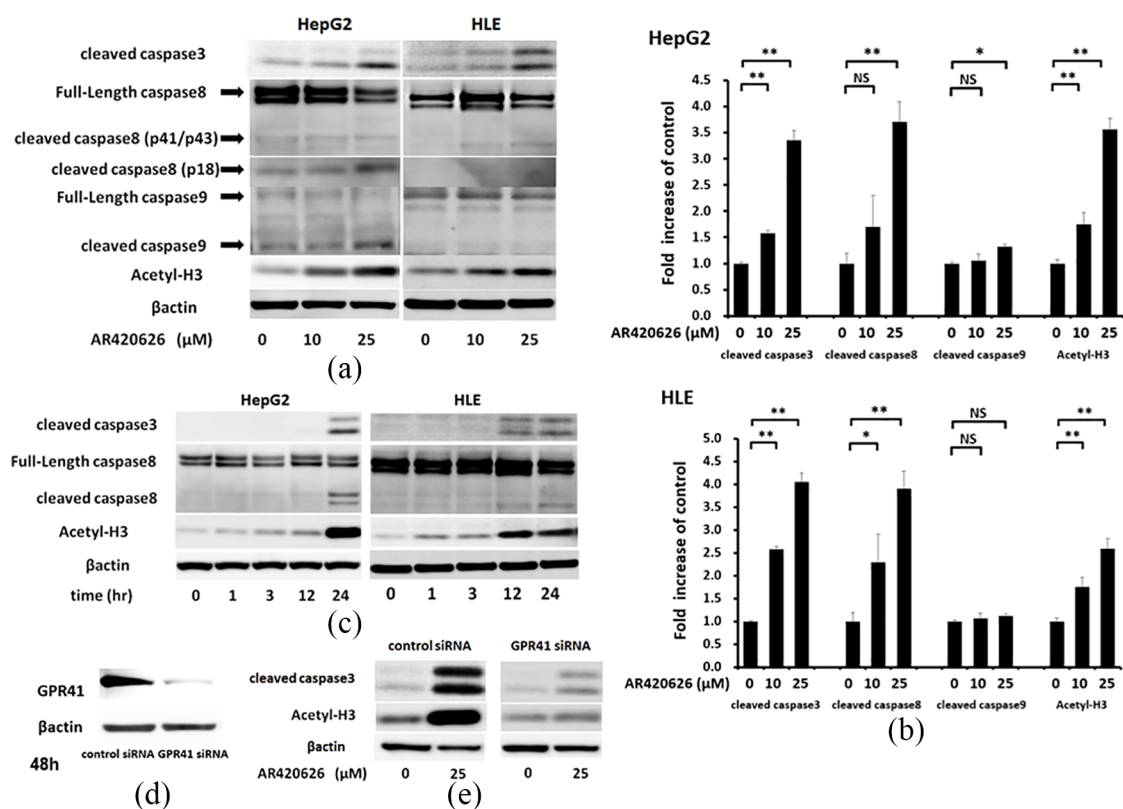 HepG2 HLE
cleaved caspase3
Full-Length caspase8
cleaved caspase8 (p41/p43)
cleaved caspase8 (p18)
Full-Length caspase9
cleaved caspase9
Acetyl-H3
βactin
AR420626 (μM) 0 10 25 0 10 25
(a)
HepG2
Fold increase of control
4.5
4.0
3.5
3.0
2.5
2.0
1.5
1.0
0.5
0.0
** ** * **
** NS NS **
AR420626 (μM) 0 10 25 0 10 25 0 10 25 0 10 25
cleaved caspase3 cleaved caspase8 cleaved caspase9 Acetyl-H3
HLE
Fold increase of control
5.0
4.5
4.0
3.5
3.0
2.5
2.0
1.5
1.0
0.5
0.0
** ** NS **
** * NS **
AR420626 (μM) 0 10 25 0 10 25 0 10 25 0 10 25
cleaved caspase3 cleaved caspase8 cleaved caspase9 Acetyl-H3
(b)
HepG2 HLE
cleaved caspase3
Full-Length caspase8
cleaved caspase8
Acetyl-H3
βactin
time (hr) 0 1 3 12 24 0 1 3 12 24
(c)
GPR41
βactin
control siRNA GPR41 siRNA
48h
(d)
control siRNA GPR41 siRNA
cleaved caspase3
Acetyl-H3
βactin
AR420626 (μM) 0 25 0 25
(e)